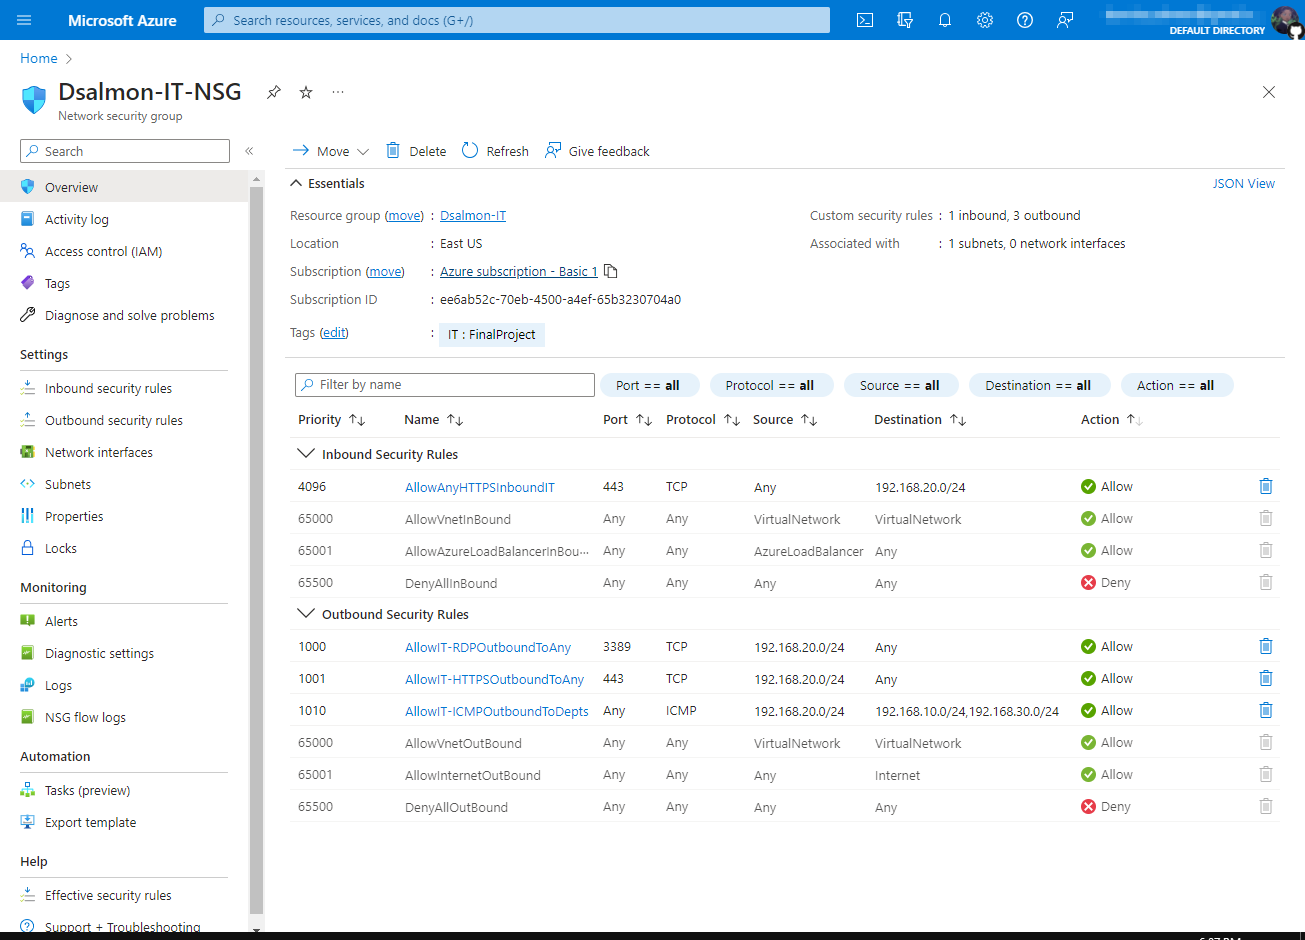 Microsoft Azure
Search resources, services, and docs (G+/)
DEFAULT DIRECTORY
Home
Dsalmon-IT-NSG
Network security group
Search
Overview
Activity log
Access control (IAM)
Tags
Diagnose and solve problems
Settings
Inbound security rules
Outbound security rules
Network interfaces
Subnets
Properties
Locks
Monitoring
Alerts
Diagnostic settings
Logs
NSG flow logs
Automation
Tasks (preview)
Export template
Help
Effective security rules
Support + Troubleshooting
Move Delete Refresh Give feedback
Essentials JSON View
Resource group (move) : Dsalmon-IT Custom security rules : 1 inbound, 3 outbound
Location : East US Associated with : 1 subnets, 0 network interfaces
Subscription (move) : Azure subscription - Basic 1
Subscription ID : ee6ab52c-70eb-4500-a4ef-65b3230704a0
Tags (edit) : IT : FinalProject
Filter by name Port == all Protocol == all Source == all Destination == all Action == all
Priority Name Port Protocol Source Destination Action
Inbound Security Rules
4096 AllowAnyHTTPSInboundIT 443 TCP Any 192.168.20.0/24 Allow
65000 AllowVnetInBound Any Any VirtualNetwork VirtualNetwork Allow
65001 AllowAzureLoadBalancerInBou··· Any Any AzureLoadBalancer Any Allow
65500 DenyAllInBound Any Any Any Any Deny
Outbound Security Rules
1000 AllowIT-RDPOutboundToAny 3389 TCP 192.168.20.0/24 Any Allow
1001 AllowIT-HTTPSOutboundToAny 443 TCP 192.168.20.0/24 Any Allow
1010 AllowIT-ICMPOutboundToDepts Any ICMP 192.168.20.0/24 192.168.10.0/24,192.168.30.0/24 Allow
65000 AllowVnetOutBound Any Any VirtualNetwork VirtualNetwork Allow
65001 AllowInternetOutBound Any Any Any Internet Allow
65500 DenyAllOutBound Any Any Any Any Deny